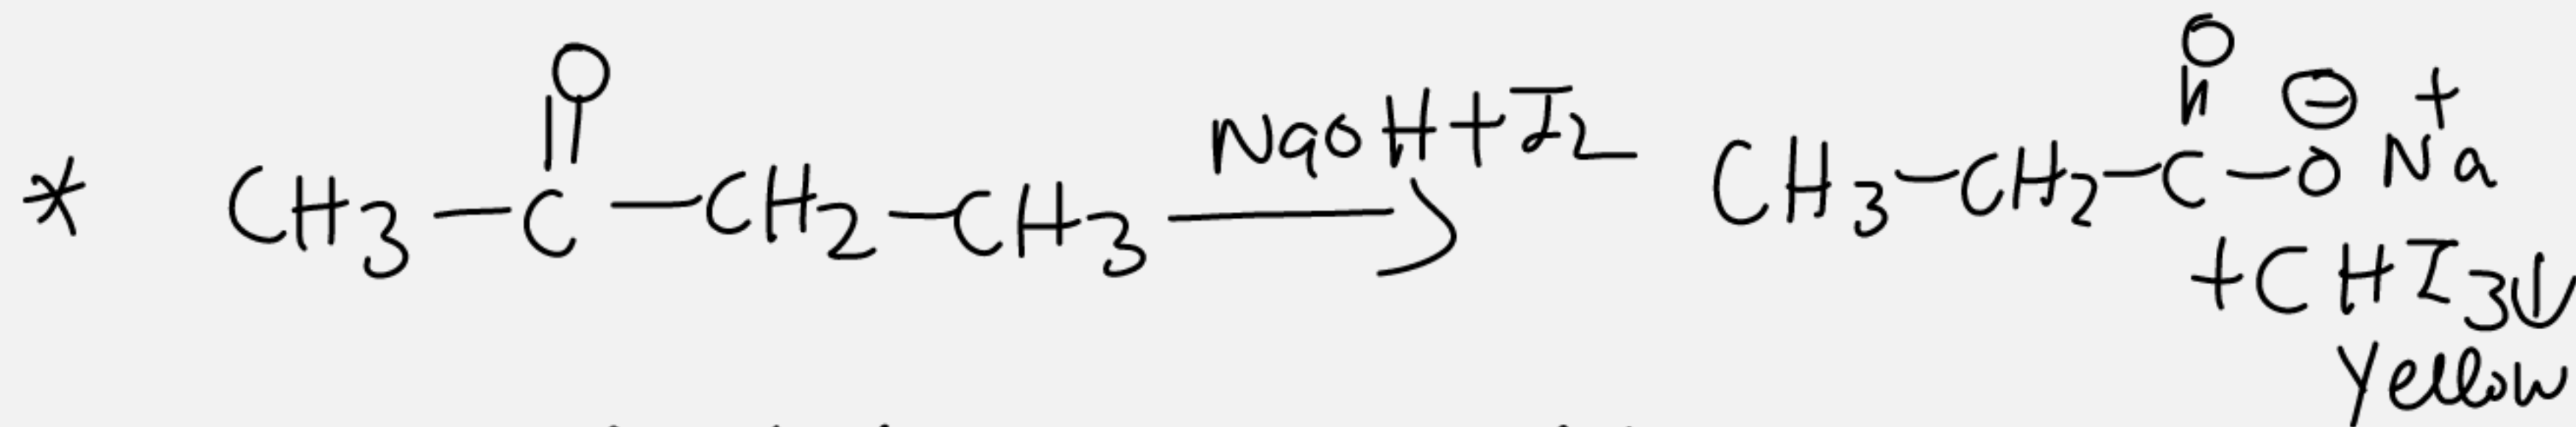 O O
* CH3-C-CH2-CH3 NaOH+I2 CH3-CH2-C-O ⊖ Na +
+CHI3↓
Yellow